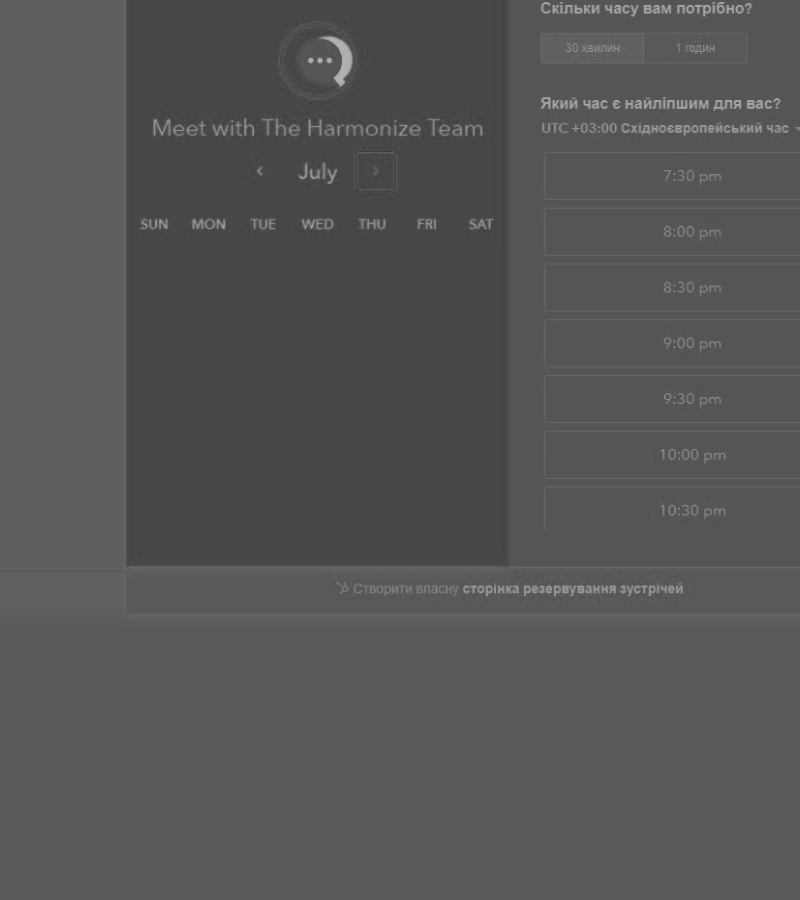 Meet with The Harmonize Team
July
SUN MON TUE WED THU FRI SAT
Скільки часу вам потрібно?
30 хвилин 1 годин
Який час є найліпшим для вас?
UTC +03:00 Східноєвропейський час
7:30 pm
8:00 pm
8:30 pm
9:00 pm
9:30 pm
10:00 pm
10:30 pm
Створити власну сторінка резервування зустрічей